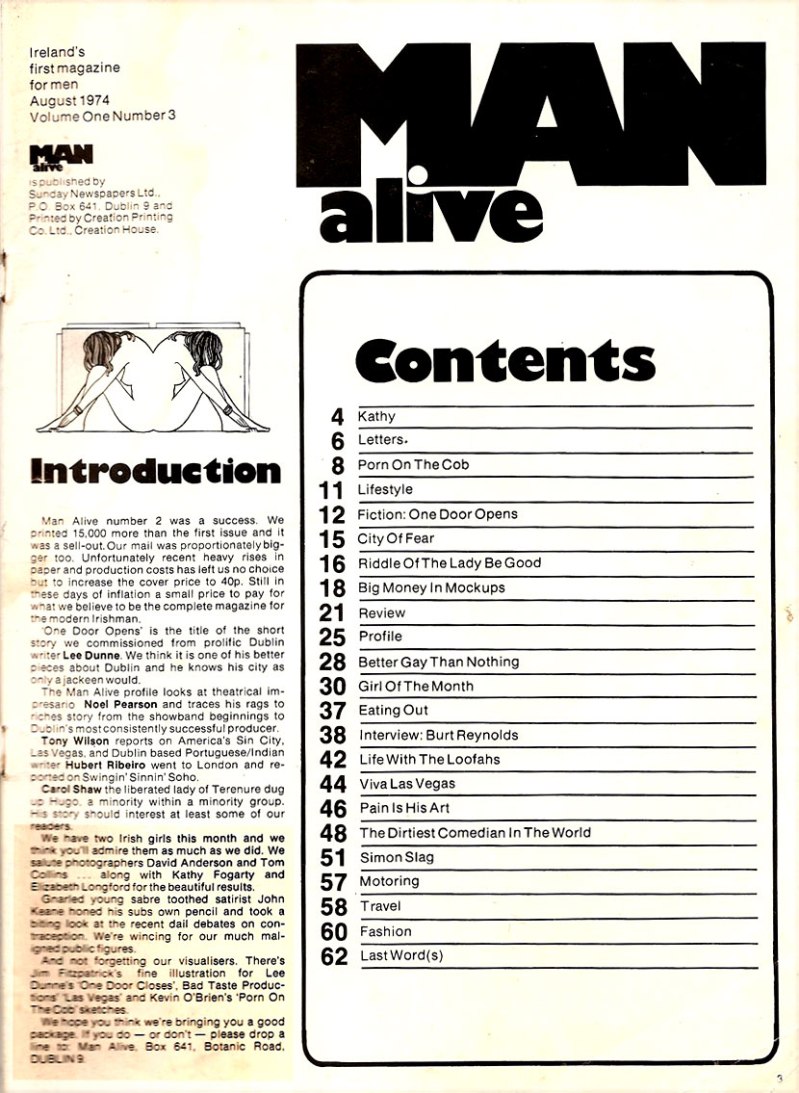 Ireland's
first magazine
for men
August 1974
Volume One Number 3
MAN
alive
is published by
Sunday Newspapers Ltd.,
P.O. Box 641, Dublin 9 and
Printed by Creation Printing
Co. Ltd., Creation House.
MAN
alive
Introduction
Man Alive number 2 was a success. We
printed 15,000 more than the first issue and it
was a sell-out. Our mail was proportionately big-
ger too. Unfortunately recent heavy rises in
paper and production costs has left us no choice
but to increase the cover price to 40p. Still in
these days of inflation a small price to pay for
what we believe to be the complete magazine for
the modern Irishman.
'One Door Opens' is the title of the short
story we commissioned from prolific Dublin
writer Lee Dunne. We think it is one of his better
pieces about Dublin and he knows his city as
only a jackeen would.
The Man Alive profile looks at theatrical im-
presario Noel Pearson and traces his rags to
riches story from the showband beginnings to
Dublin's most consistently successful producer.
Tony Wilson reports on America's Sin City,
Las Vegas, and Dublin based Portuguese/Indian
writer Hubert Ribeiro went to London and re-
ported on Swingin' Sinnin' Soho.
Carol Shaw the liberated lady of Terenure dug
up Hugo, a minority within a minority group.
His story should interest at least some of our
readers.
We have two Irish girls this month and we
think you'll admire them as much as we did. We
salute photographers David Anderson and Tom
Collins ... along with Kathy Fogarty and
Elizabeth Longford for the beautiful results.
Gnarled young sabre toothed satirist John
Keane honed his subs own pencil and took a
biting look at the recent dail debates on con-
traception. We're wincing for our much mal-
igned public figures.
And not forgetting our visualisers. There's
Jim Fitzpatrick's fine illustration for Lee
Dunne's 'One Door Closes', Bad Taste Produc-
tions' 'Las Vegas' and Kevin O'Brien's 'Porn On
The Cob' sketches.
We hope you think we're bringing you a good
package. If you do — or don't — please drop a
line to: Man Alive, Box 641, Botanic Road,
DUBLIN 9.
Contents
4 Kathy
6 Letters.
8 Porn On The Cob
11 Lifestyle
12 Fiction: One Door Opens
15 City Of Fear
16 Riddle Of The Lady Be Good
18 Big Money In Mockups
21 Review
25 Profile
28 Better Gay Than Nothing
30 Girl Of The Month
37 Eating Out
38 Interview: Burt Reynolds
42 Life With The Loofahs
44 Viva Las Vegas
46 Pain Is His Art
48 The Dirtiest Comedian In The World
51 Simon Slag
57 Motoring
58 Travel
60 Fashion
62 Last Word(s)
3